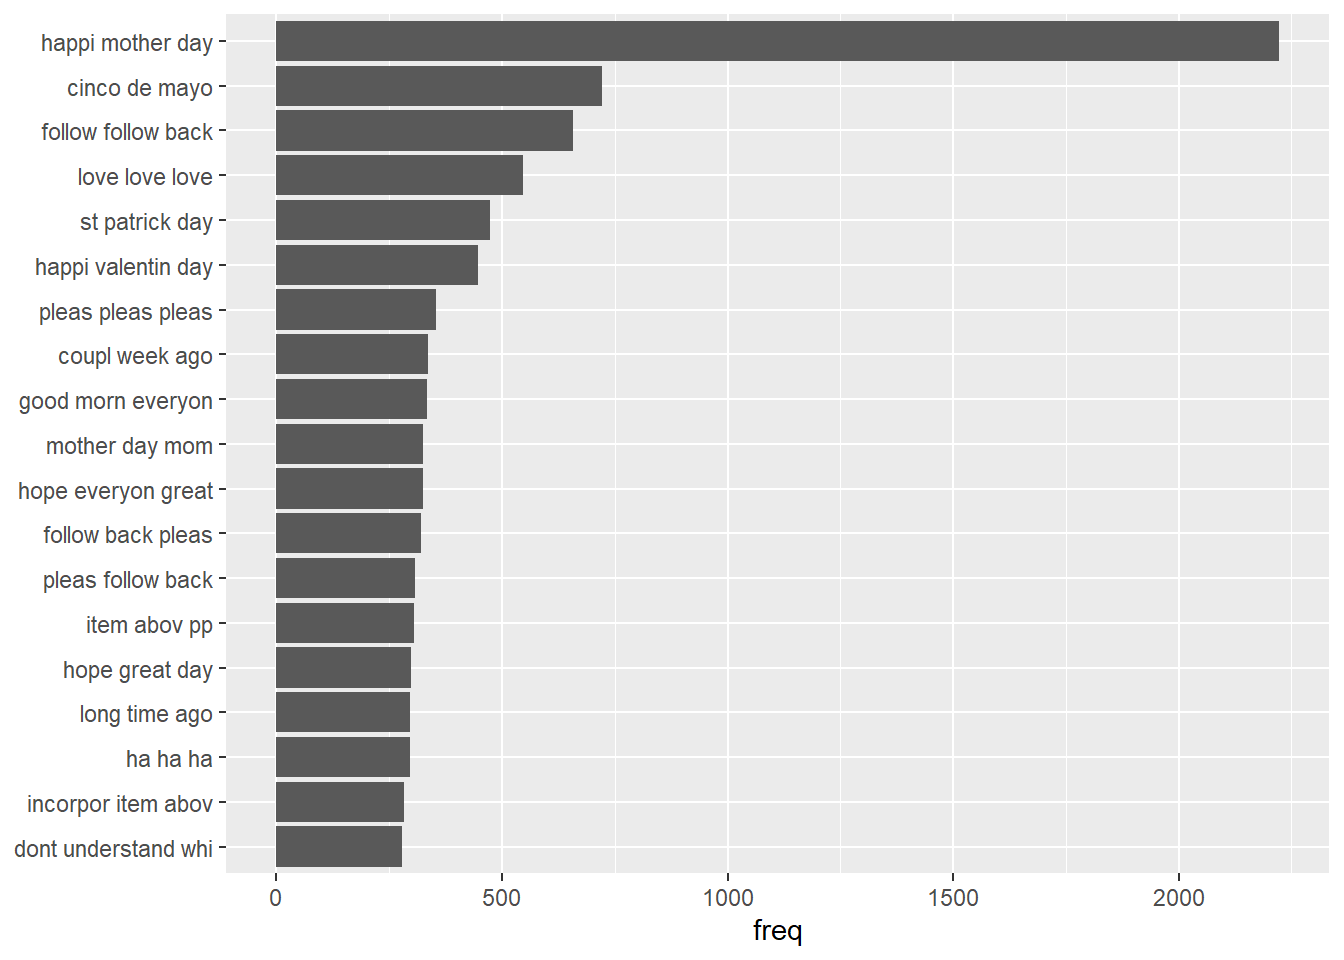 happi mother day
cinco de mayo
follow follow back
love love love
st patrick day
happi valentin day
pleas pleas pleas
coupl week ago
good morn everyon
mother day mom
hope everyon great
follow back pleas
pleas follow back
item abov pp
hope great day
long time ago
ha ha ha
incorpor item abov
dont understand whi
0 500 1000 1500 2000
freq